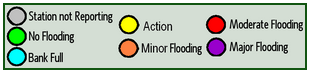 Station not Reporting
No Flooding
Bank Full
Action
Minor Flooding
Moderate Flooding
Major Flooding